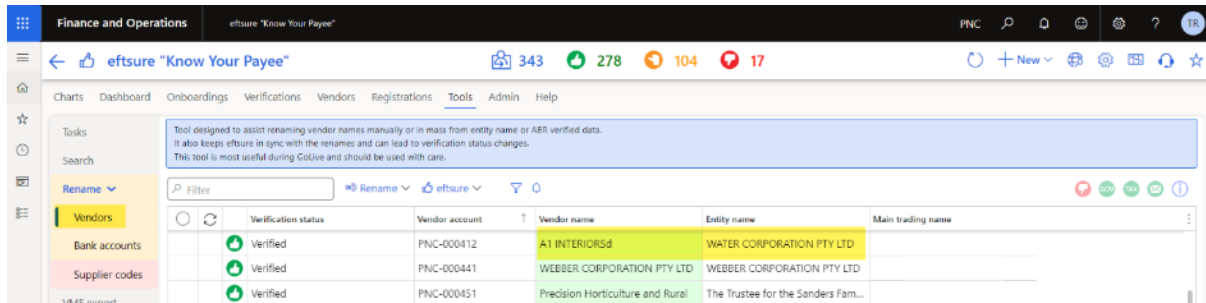 Finance and Operations eftsure "Know Your Payee" PNC ? TR
eftsure "Know Your Payee" 343 278 104 17 New
Charts Dashboard Onboardings Verifications Vendors Registrations Tools Admin Help
Tasks
Tool designed to assist renaming vendor names manually or in mass from entity name or ABR verified data.
It also keeps eftsure in sync with the renames and can lead to verification status changes.
This tool is most useful during GoLive and should be used with care.
Search
Rename Filter Rename eftsure GOV TAX
Vendors Verification status Vendor account Vendor name Entity name Main trading name
Bank accounts Verified PNC-000412 A1 INTERIORSd WATER CORPORATION PTY LTD
Supplier codes Verified PNC-000441 WEBBER CORPORATION PTY LTD WEBBER CORPORATION PTY LTD
VMF export Verified PNC-000451 Precision Horticulture and Rural The Trustee for the Sanders Fam...